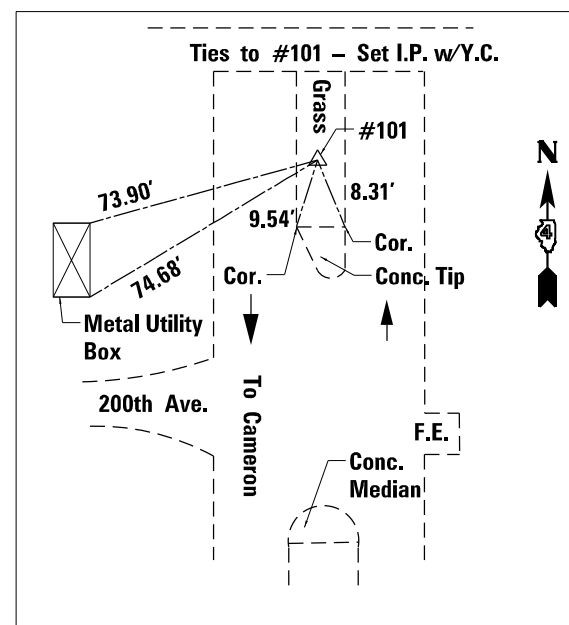 Ties to #101 – Set I.P. w/Y.C.
Grass
#101
N
73.90'
8.31'
4
9.54'
Cor.
74.68'
Cor.
Conc. Tip
Metal Utility
Box
To Cameron
200th Ave.
F.E.
Conc.
Median